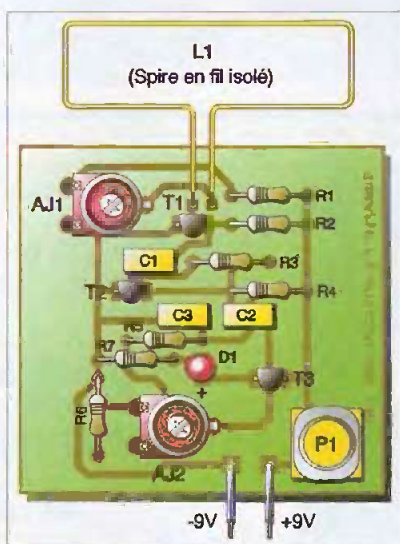 L1
(Spire en fil isolé)
AJ1
T1
R1
R2
C1
R3
T2
R4
C3
C2
R5
R7
D1
T3
+
R6
AJ2
P1
-9V
+9V